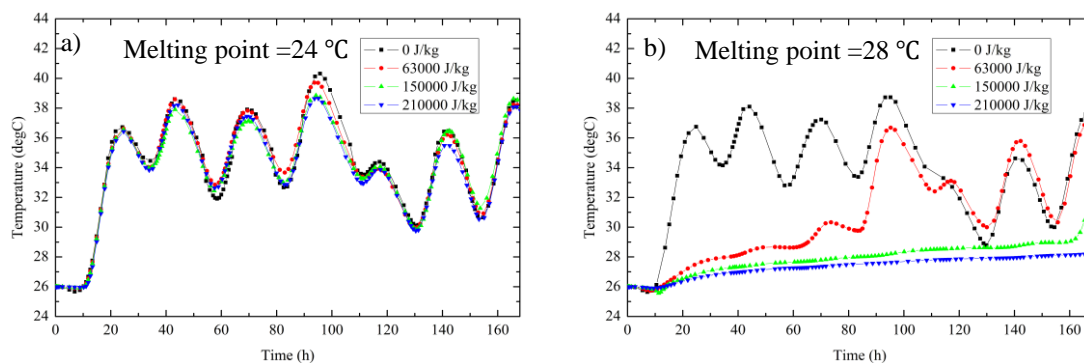 a)
Melting point =24 ℃
0 J/kg
63000 J/kg
150000 J/kg
210000 J/kg
44
42
40
38
36
34
32
30
28
26
24
Temperature (degC)
0 20 40 60 80 100 120 140 160
Time (h)
b)
Melting point =28 ℃
0 J/kg
63000 J/kg
150000 J/kg
210000 J/kg
44
42
40
38
36
34
32
30
28
26
24
Temperature (degC)
0 20 40 60 80 100 120 140 160
Time (h)